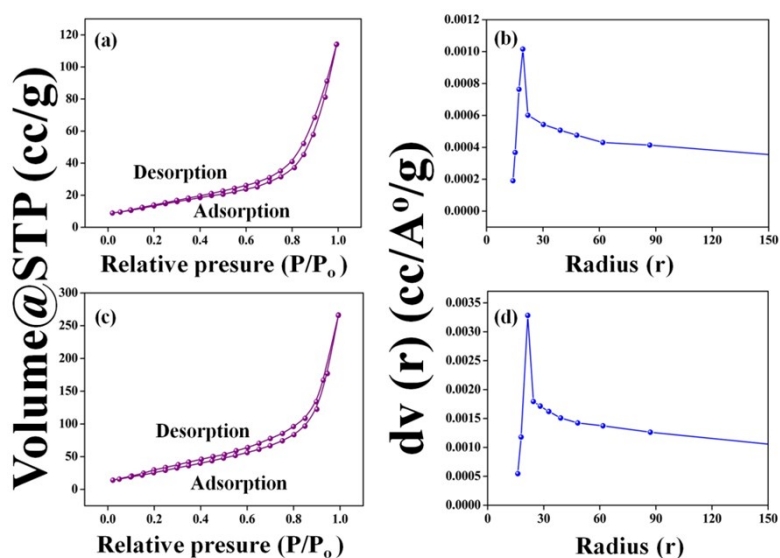 Volume@STP (cc/g)
(a)
120
100
80
60
40
20
0
Desorption
Adsorption
0.0 0.2 0.4 0.6 0.8 1.0
Relative presure (P/Po)
dv (r) (cc/Ao/g)
(b)
0.0010
0.0008
0.0006
0.0004
0.0002
0.0000
0 30 60 90 120 150
Radius (r)
(c)
300
250
200
150
100
50
0
Desorption
Adsorption
0.0 0.2 0.4 0.6 0.8 1.0
Relative presure (P/Po)
(d)
0.0035
0.0030
0.0025
0.0020
0.0015
0.0010
0.0005
0.0000
0 30 60 90 120 150
Radius (r)